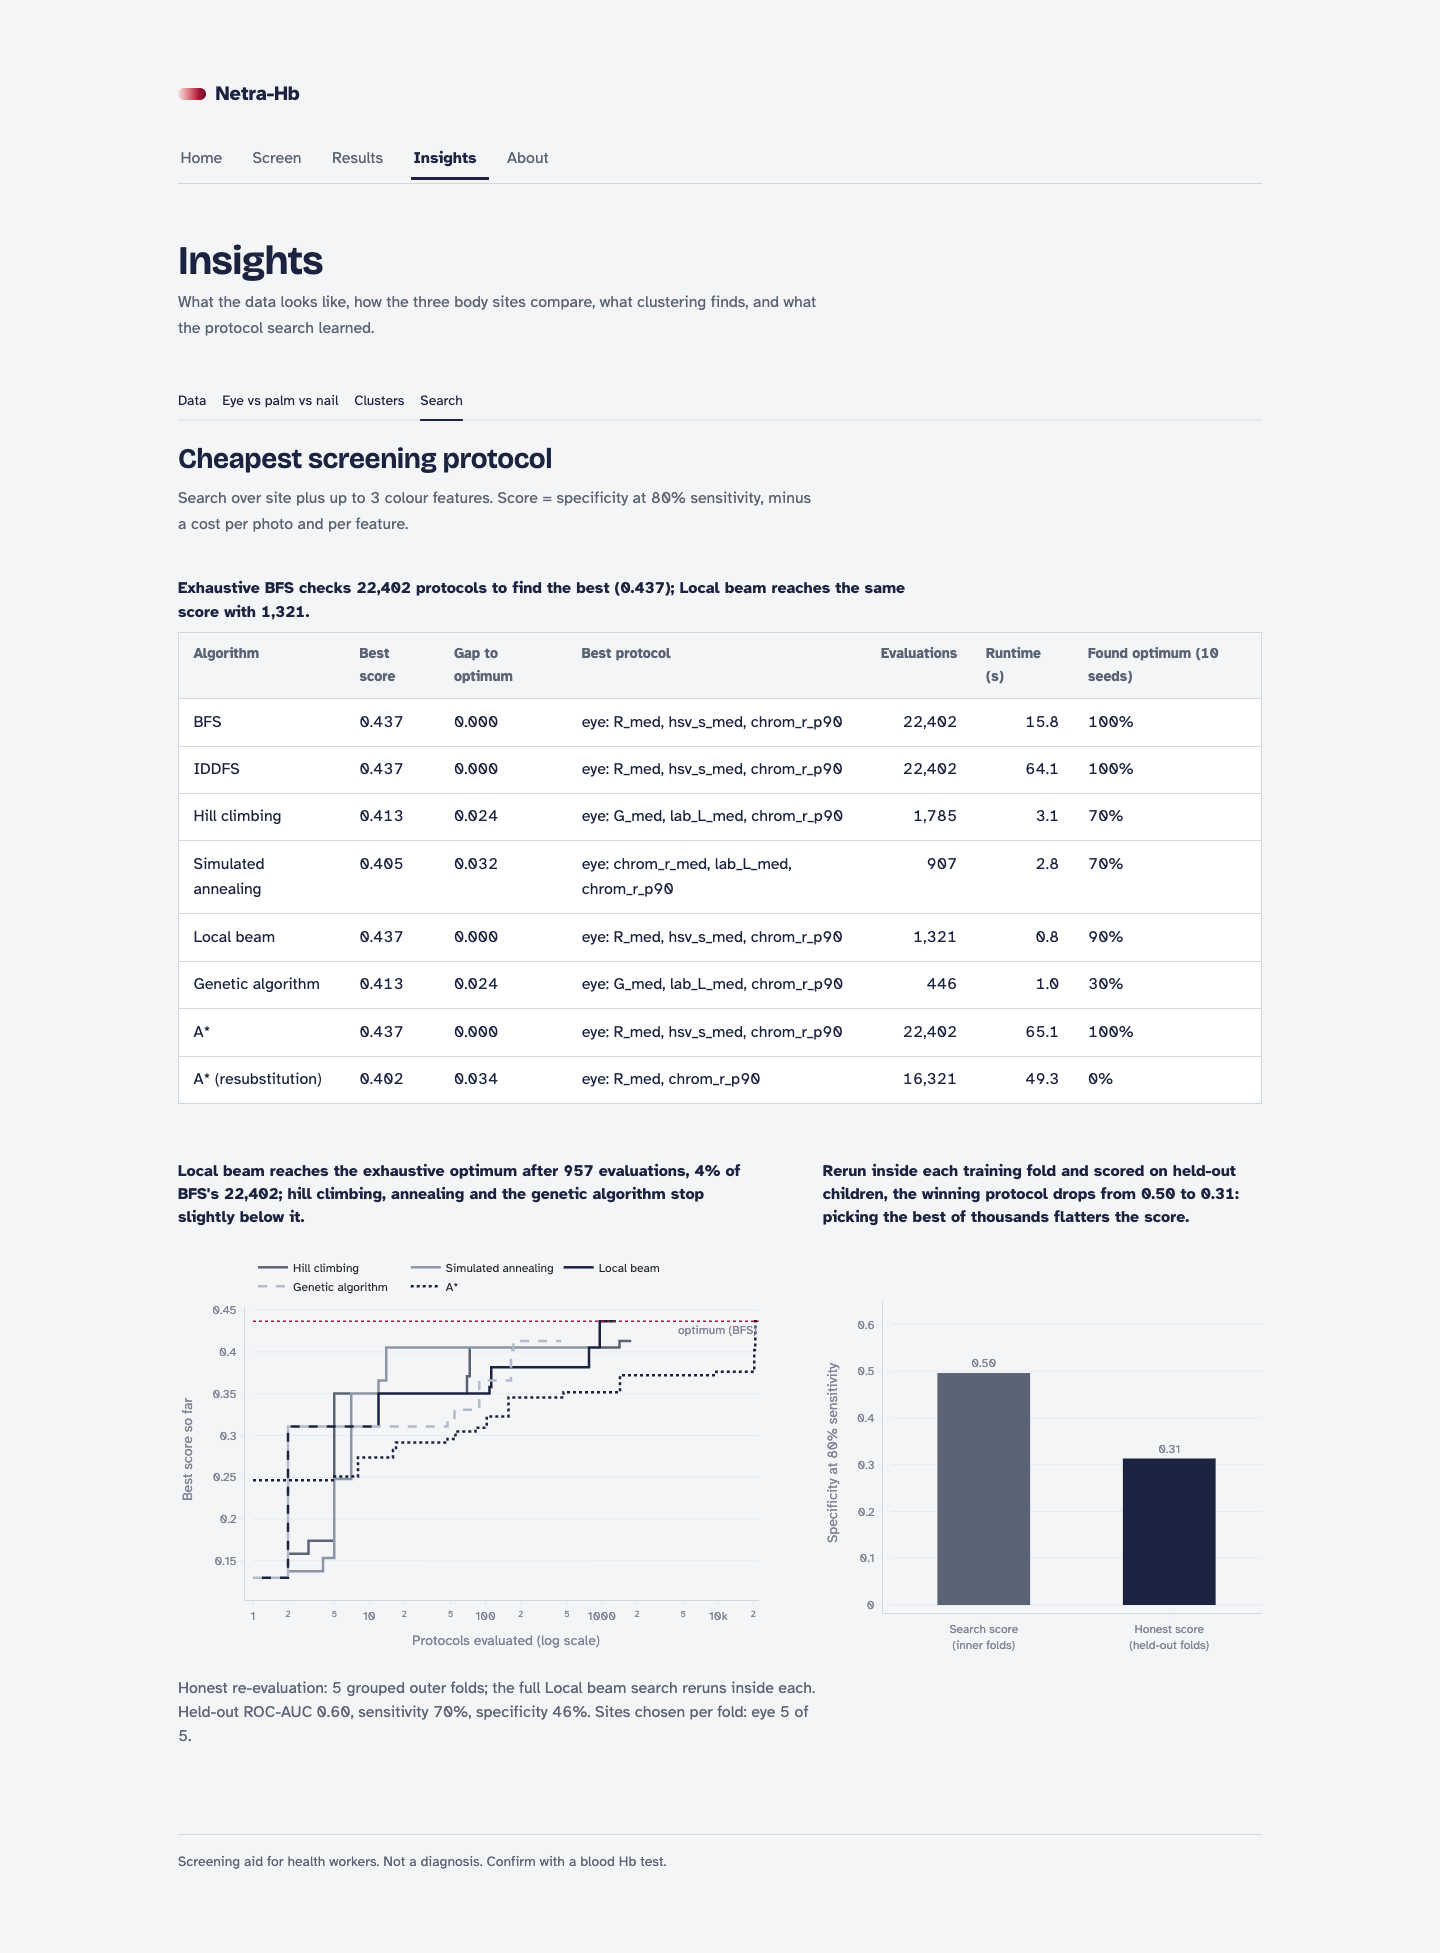 Netra-Hb
Home Screen Results Insights About
Insights
What the data looks like, how the three body sites compare, what clustering finds, and what
the protocol search learned.
Data Eye vs palm vs nail Clusters Search
Cheapest screening protocol
Search over site plus up to 3 colour features. Score = specificity at 80% sensitivity, minus
a cost per photo and per feature.
Exhaustive BFS checks 22,402 protocols to find the best (0.437); Local beam reaches the same
score with 1,321.
Algorithm Best score Gap to optimum Best protocol Evaluations Runtime (s) Found optimum (10 seeds)
BFS 0.437 0.000 eye: R_med, hsv_s_med, chrom_r_p90 22,402 15.8 100%
IDDFS 0.437 0.000 eye: R_med, hsv_s_med, chrom_r_p90 22,402 64.1 100%
Hill climbing 0.413 0.024 eye: G_med, lab_L_med, chrom_r_p90 1,785 3.1 70%
Simulated annealing 0.405 0.032 eye: chrom_r_med, lab_L_med, chrom_r_p90 907 2.8 70%
Local beam 0.437 0.000 eye: R_med, hsv_s_med, chrom_r_p90 1,321 0.8 90%
Genetic algorithm 0.413 0.024 eye: G_med, lab_L_med, chrom_r_p90 446 1.0 30%
A* 0.437 0.000 eye: R_med, hsv_s_med, chrom_r_p90 22,402 65.1 100%
A* (resubstitution) 0.402 0.034 eye: R_med, chrom_r_p90 16,321 49.3 0%
Local beam reaches the exhaustive optimum after 957 evaluations, 4% of
BFS's 22,402; hill climbing, annealing and the genetic algorithm stop
slightly below it.
Hill climbing Simulated annealing Local beam
Genetic algorithm A*
0.45
optimum (BFS)
0.4
0.35
0.3
0.25
0.2
0.15
Best score so far
1 2 5 10 2 5 100 2 5 1000 2 5 10k 2
Protocols evaluated (log scale)
Rerun inside each training fold and scored on held-out
children, the winning protocol drops from 0.50 to 0.31:
picking the best of thousands flatters the score.
0.6
0.5
0.4
0.3
0.2
0.1
0
Specificity at 80% sensitivity
0.50
0.31
Search score
(inner folds)
Honest score
(held-out folds)
Honest re-evaluation: 5 grouped outer folds; the full Local beam search reruns inside each.
Held-out ROC-AUC 0.60, sensitivity 70%, specificity 46%. Sites chosen per fold: eye 5 of
5.
Screening aid for health workers. Not a diagnosis. Confirm with a blood Hb test.